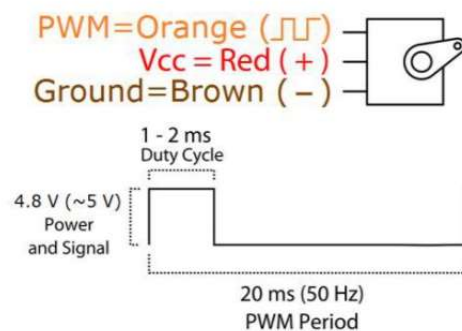 PWM=Orange (⎍⎍)
Vcc = Red ( + )
Ground=Brown ( − )
1 - 2 ms
Duty Cycle
4.8 V (~5 V)
Power
and Signal
20 ms (50 Hz)
PWM Period